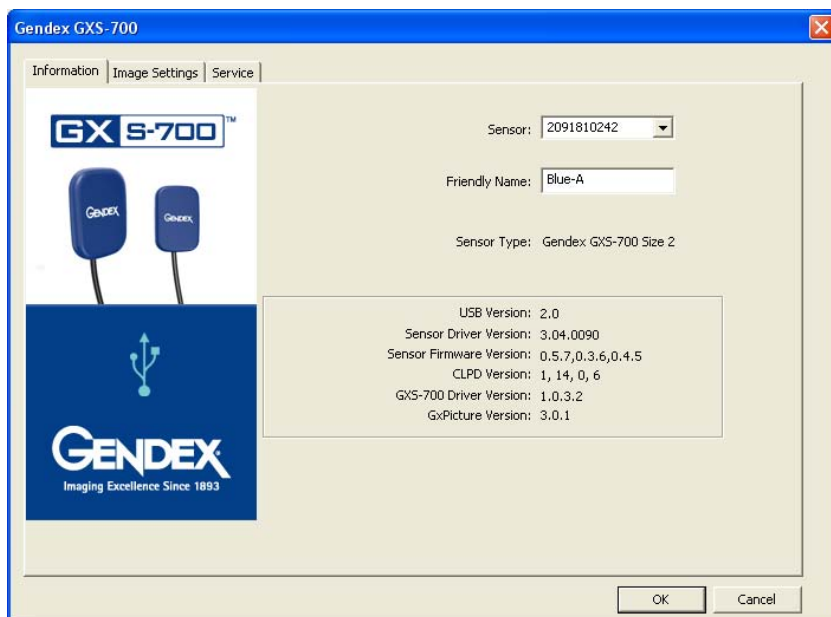 Gendex GXS-700
Information Image Settings Service
GX S-700™
GENDEX GENDEX
Sensor: 2091810242
Friendly Name: Blue-A
Sensor Type: Gendex GXS-700 Size 2
USB Version: 2.0
Sensor Driver Version: 3.04.0090
Sensor Firmware Version: 0.5.7,0.3.6,0.4.5
CLPD Version: 1, 14, 0, 6
GXS-700 Driver Version: 1.0.3.2
GxPicture Version: 3.0.1
GENDEX
Imaging Excellence Since 1893
OK Cancel